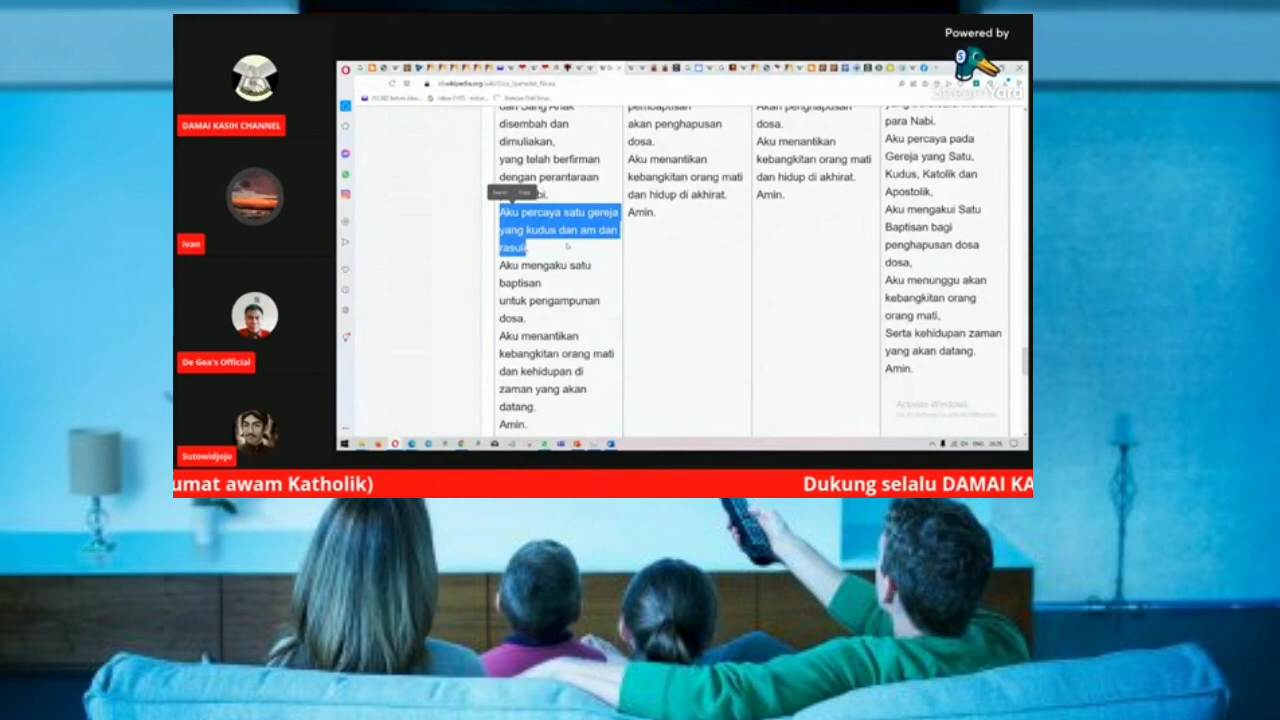 Powered by
DAMAI KASIH CHANNEL
ivan
De Gea's Official
Sutowidjojo
dan Sang Anak
disembah dan
dimuliakan,
yang telah berfirman
dengan perantaraan
bi.
Aku percaya satu gereja
yang kudus dan am dan
rasuli.
Aku mengaku satu
baptisan
untuk pengampunan
dosa.
Aku menantikan
kebangkitan orang mati
dan kehidupan di
zaman yang akan
datang.
Amin.
pembaptisan
akan penghapusan
dosa.
Aku menantikan
kebangkitan orang mati
dan hidup di akhirat.
Amin.
Akan penghapusan
dosa.
Aku menantikan
kebangkitan orang mati
dan hidup di akhirat.
Amin.
para Nabi.
Aku percaya pada
Gereja yang Satu,
Kudus, Katolik dan
Apostolik,
Aku mengakui Satu
Baptisan bagi
penghapusan dosa
dosa,
Aku menunggu akan
kebangkitan orang
orang mati,
Serta kehidupan zaman
yang akan datang.
Amin.
Activate Windows
umat awam Katholik)
Dukung selalu DAMAI KA